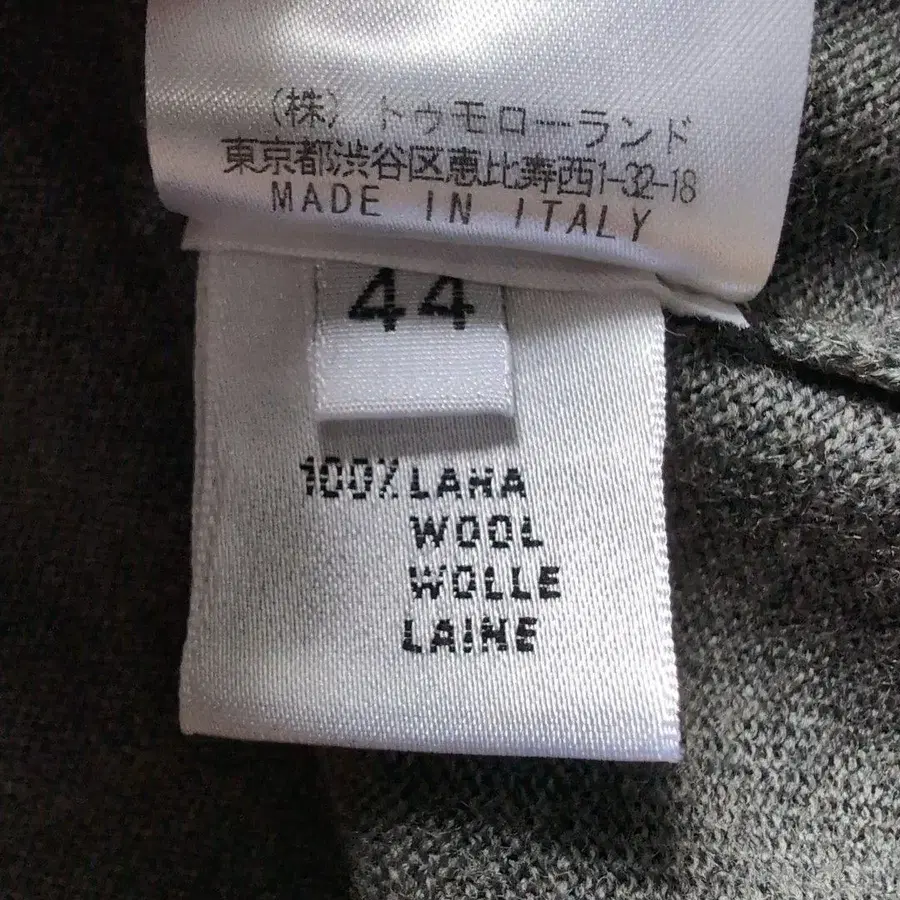 (株)トゥモローランド
東京都渋谷区恵比寿西1-32-18
MADE IN ITALY
44
100% LANA
WOOL
WOLLE
LAINE